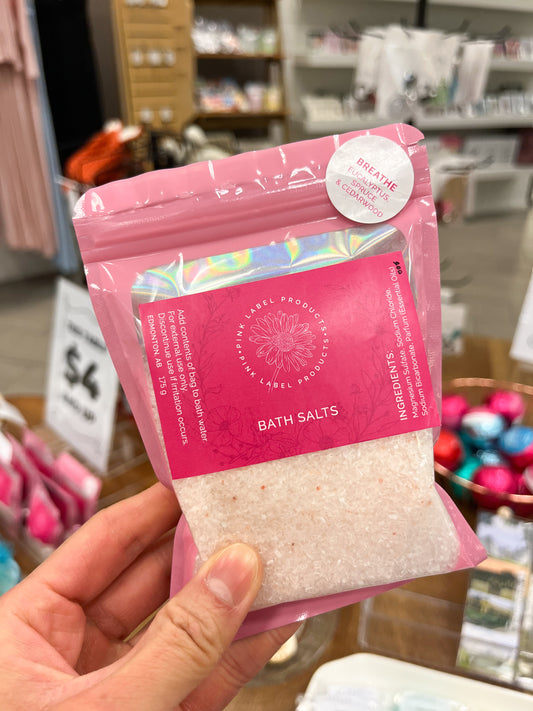 BREATHE
EUCALYPTUS,
SPRUCE
& CEDARWOOD
PINK LABEL PRODUCTS
PINK LABEL PRODUCTS
BATH SALTS
Add contents of bag to bath water.
For external use only.
Discontinue use if irritation occurs.
EDMONTON, AB 175 g
INGREDIENTS:
Magnesium Sulfate, Sodium Chloride,
Sodium Bicarbonate, Parfum (Essential Oils)
$4